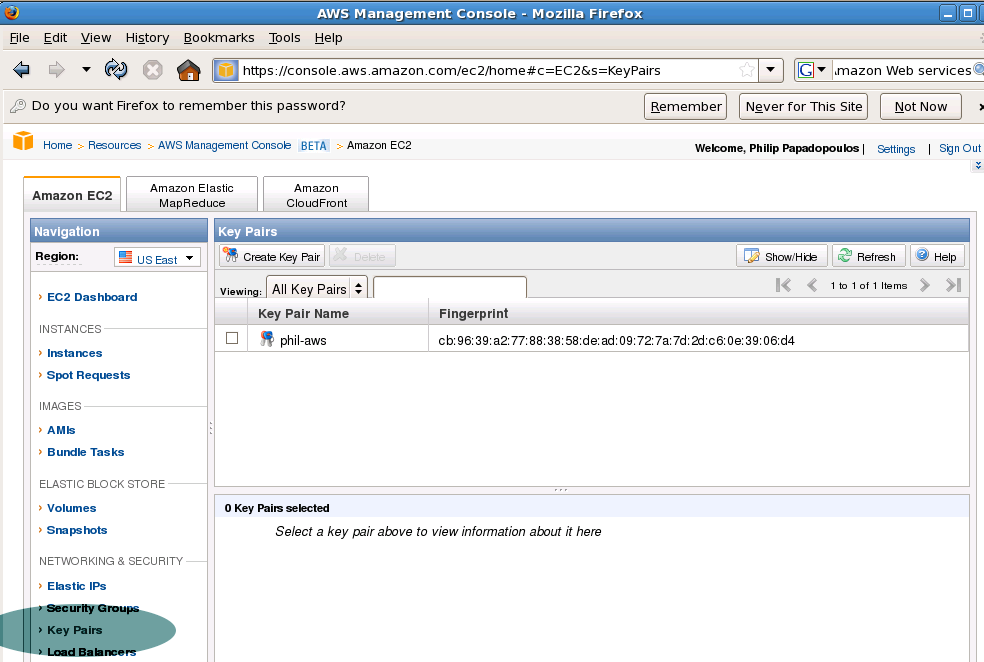 AWS Management Console - Mozilla Firefox
File Edit View History Bookmarks Tools Help
https://console.aws.amazon.com/ec2/home#c=EC2&s=KeyPairs
G
mazon Web services
Do you want Firefox to remember this password?
Remember
Never for This Site
Not Now
Home > Resources > AWS Management Console BETA > Amazon EC2
Welcome, Philip Papadopoulos | Settings | Sign Out
Amazon EC2
Amazon Elastic
MapReduce
Amazon
CloudFront
Navigation
Region: US East
› EC2 Dashboard
INSTANCES
› Instances
› Spot Requests
IMAGES
› AMIs
› Bundle Tasks
ELASTIC BLOCK STORE
› Volumes
› Snapshots
NETWORKING & SECURITY
› Elastic IPs
› Security Groups
› Key Pairs
› Load Balancers
Key Pairs
Create Key Pair
Delete
Show/Hide
Refresh
Help
Viewing: All Key Pairs
1 to 1 of 1 Items
Key Pair Name Fingerprint
phil-aws cb:96:39:a2:77:88:38:58:de:ad:09:72:7a:7d:2d:c6:0e:39:06:d4
0 Key Pairs selected
Select a key pair above to view information about it here